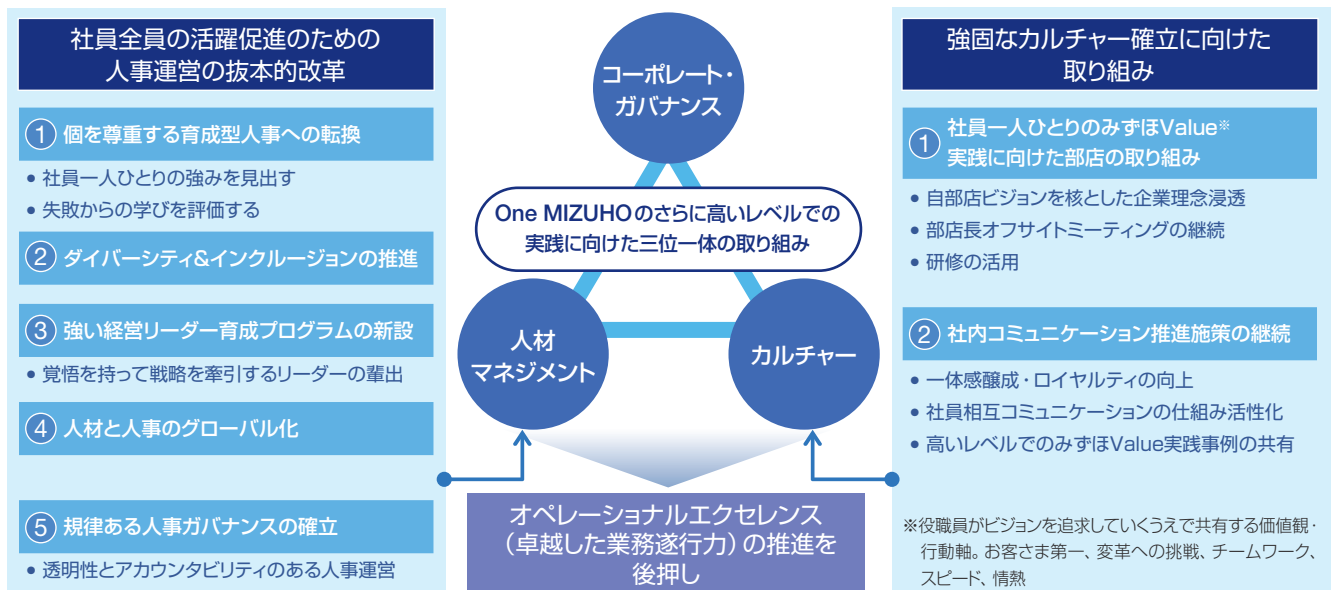 社員全員の活躍促進のための
人事運営の抜本的改革
① 個を尊重する育成型人事への転換
• 社員一人ひとりの強みを見出す
• 失敗からの学びを評価する
② ダイバーシティ&インクルージョンの推進
③ 強い経営リーダー育成プログラムの新設
• 覚悟を持って戦略を牽引するリーダーの輩出
④ 人材と人事のグローバル化
⑤ 規律ある人事ガバナンスの確立
• 透明性とアカウンタビリティのある人事運営
コーポレート・
ガバナンス
One MIZUHOのさらに高いレベルでの
実践に向けた三位一体の取り組み
人材
マネジメント
カルチャー
オペレーショナルエクセレンス
（卓越した業務遂行力）の推進を
後押し
強固なカルチャー確立に向けた
取り組み
① 社員一人ひとりのみずほValue※
実践に向けた部店の取り組み
• 自部店ビジョンを核とした企業理念浸透
• 部店長オフサイトミーティングの継続
• 研修の活用
② 社内コミュニケーション推進施策の継続
• 一体感醸成・ロイヤルティの向上
• 社員相互コミュニケーションの仕組み活性化
• 高いレベルでのみずほValue実践事例の共有
※役職員がビジョンを追求していくうえで共有する価値観・
行動軸。お客さま第一、変革への挑戦、チームワーク、
スピード、情熱